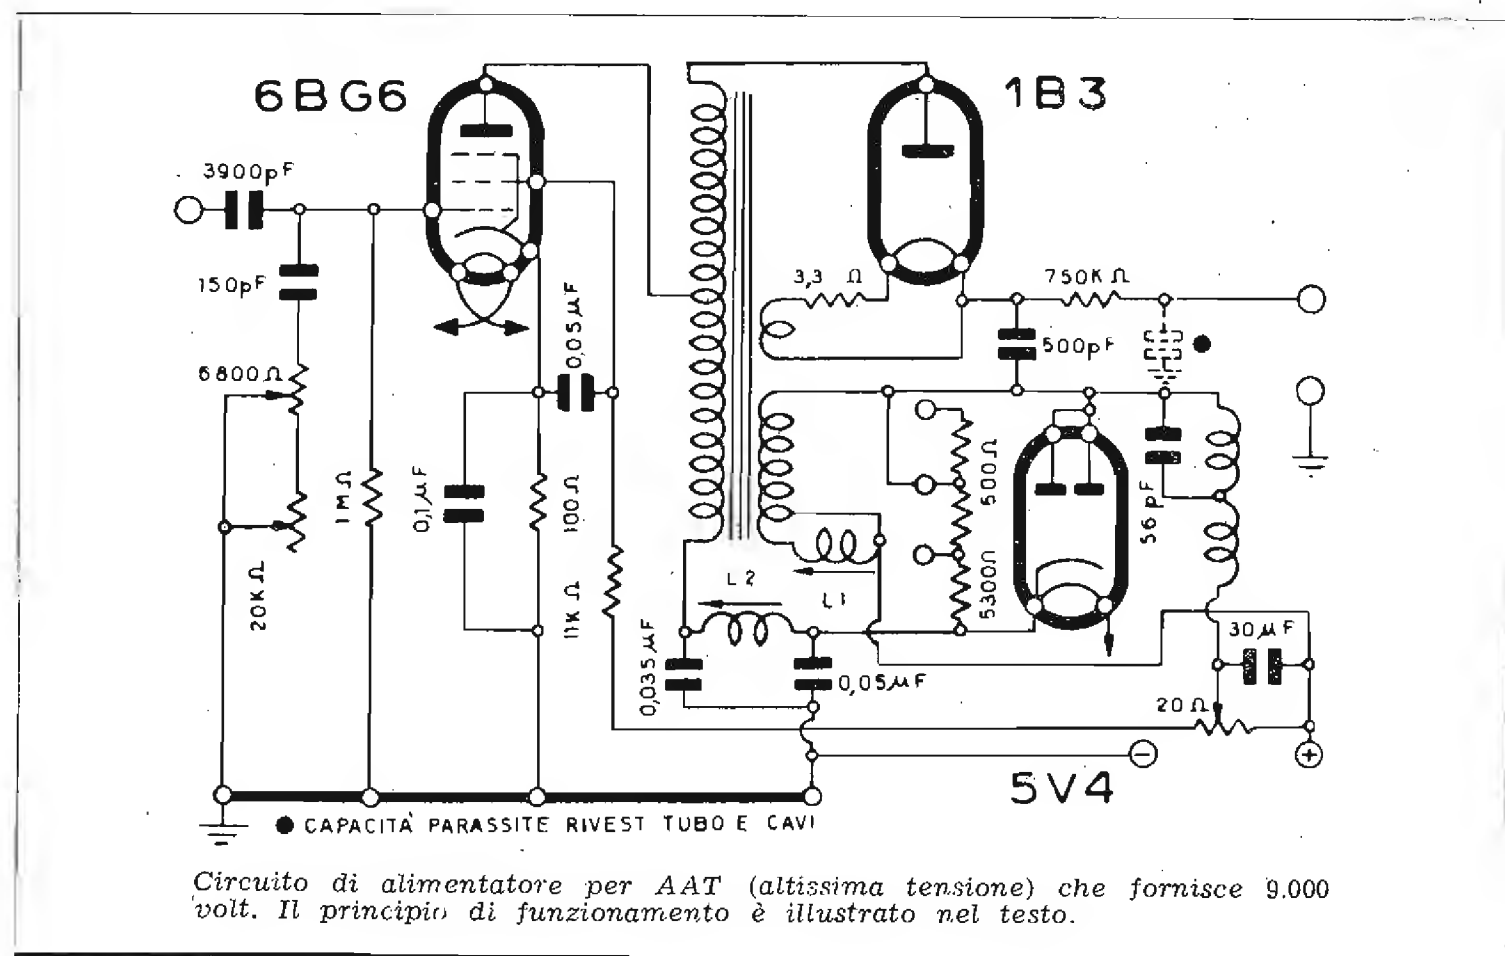 6BG6
1B3
3900pF
150pF
6800Ω
20KΩ
1MΩ
0,1µF
100Ω
0,05µF
11KΩ
3,3 Ω
750KΩ
500pF
500Ω
5300Ω
56pF
L2
L1
0,035µF
0,05µF
30µF
20Ω
−
+
5V4
CAPACITÀ PARASSITE RIVEST TUBO E CAVI
Circuito di alimentatore per AAT (altissima tensione) che fornisce 9.000
volt. Il principio di funzionamento è illustrato nel testo.